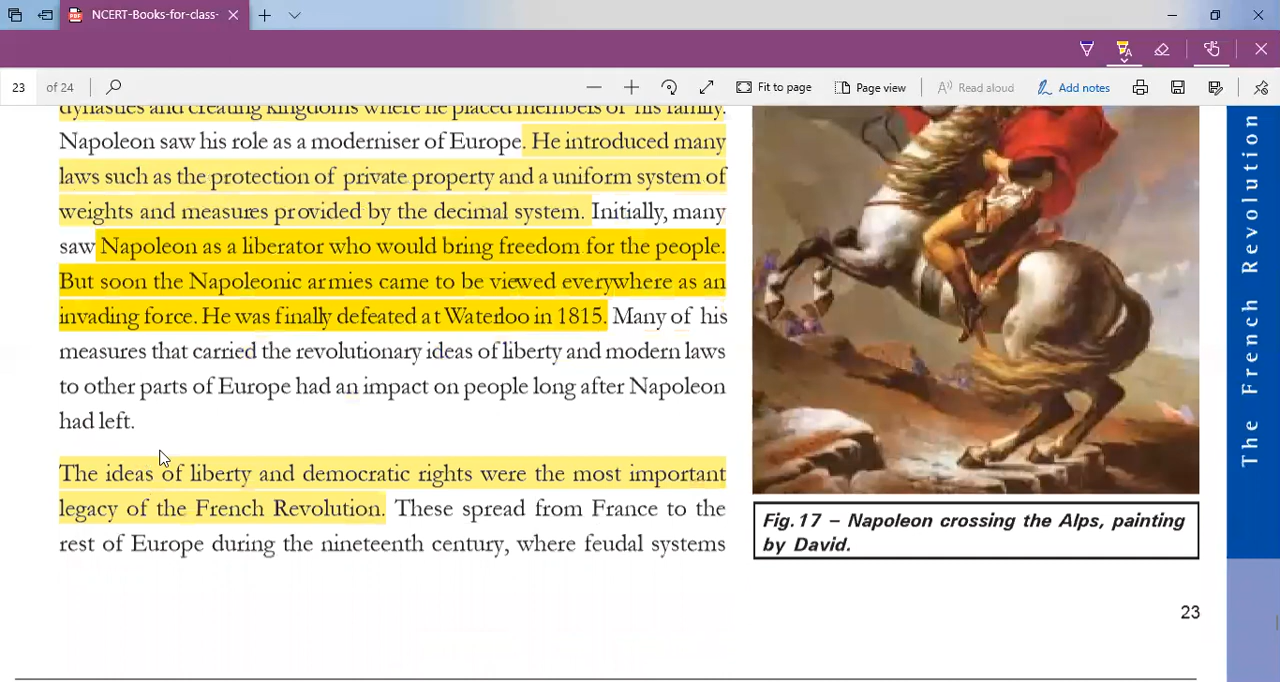 NCERT-Books-for-class-
23 of 24
Fit to page
Page view
Read aloud
Add notes
dynasties and creating kingdoms where he placed members of his family.
Napoleon saw his role as a moderniser of Europe. He introduced many
laws such as the protection of private property and a uniform system of
weights and measures provided by the decimal system. Initially, many
saw Napoleon as a liberator who would bring freedom for the people.
But soon the Napoleonic armies came to be viewed everywhere as an
invading force. He was finally defeated at Waterloo in 1815. Many of his
measures that carried the revolutionary ideas of liberty and modern laws
to other parts of Europe had an impact on people long after Napoleon
had left.
The ideas of liberty and democratic rights were the most important
legacy of the French Revolution. These spread from France to the
rest of Europe during the nineteenth century, where feudal systems
Fig.17 – Napoleon crossing the Alps, painting
by David.
The French Revolution
23